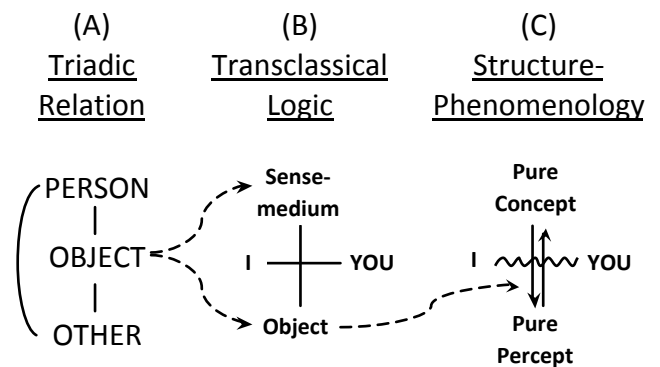 (A)
Triadic
Relation
PERSON
OBJECT
OTHER
(B)
Transclassical
Logic
Sense-
medium
I YOU
Object
(C)
Structure-
Phenomenology
Pure
Concept
I YOU
Pure
Percept